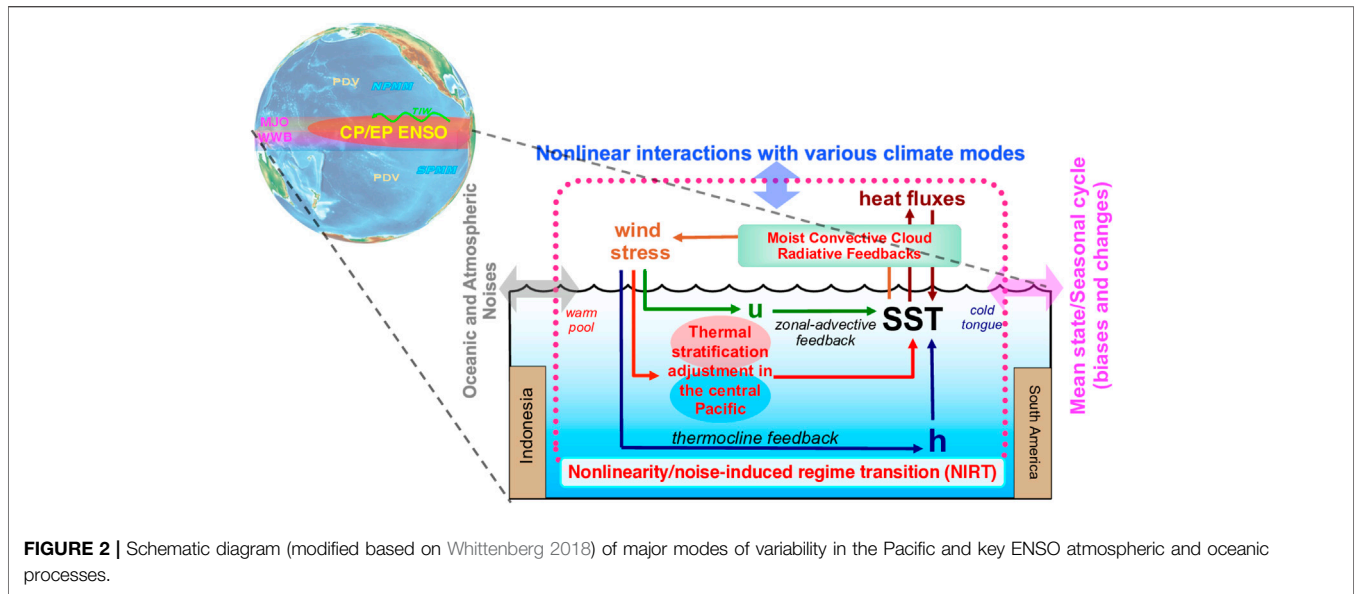 PDV
NPMM
TIW
MJO
WWB
CP/EP ENSO
PDV
SPMM
Nonlinear interactions with various climate modes
heat fluxes
wind
stress
Moist Convective Cloud
Radiative Feedbacks
Oceanic and Atmospheric
Noises
warm
pool
u
zonal-advective
feedback
SST
cold
tongue
Thermal
stratification
adjustment in
the central
Pacific
Mean state/Seasonal cycle
(biases and changes)
Indonesia
South America
thermocline feedback
h
Nonlinearity/noise-induced regime transition (NIRT)
FIGURE 2 | Schematic diagram (modified based on Whittenberg 2018) of major modes of variability in the Pacific and key ENSO atmospheric and oceanic
processes.